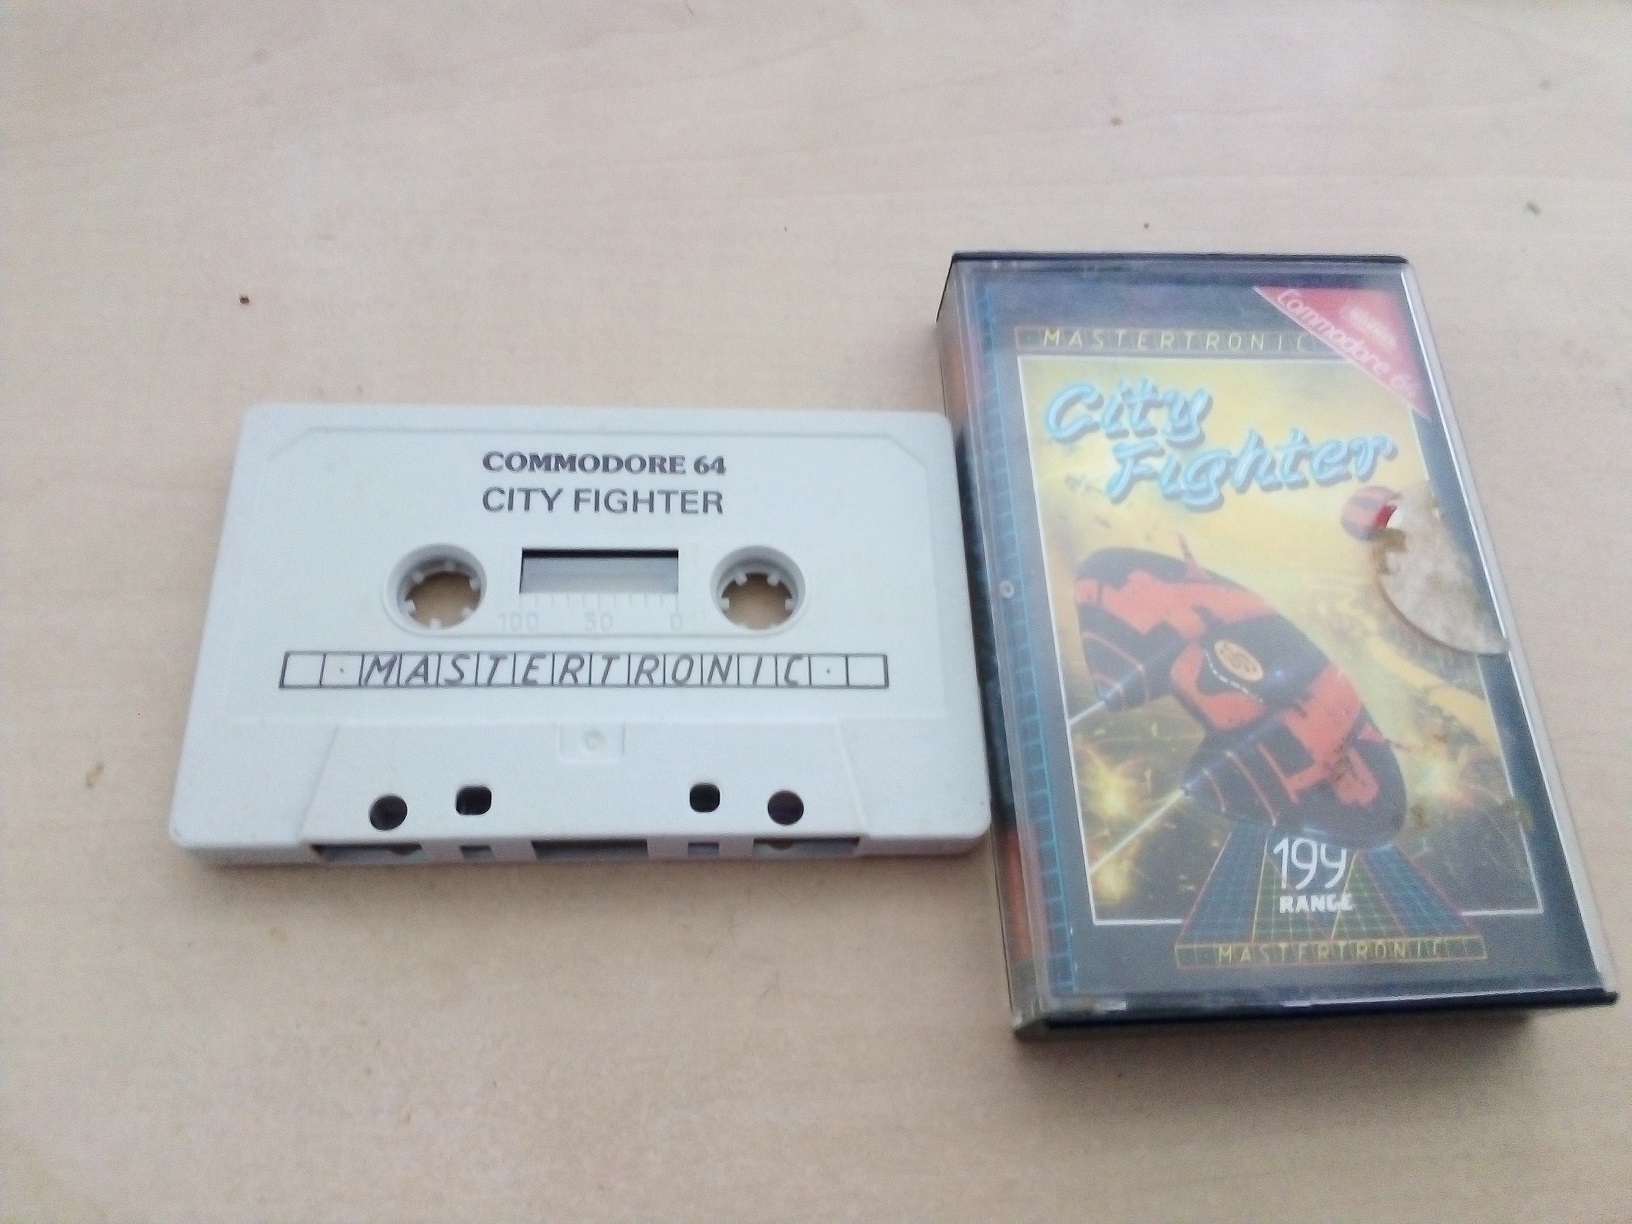 COMMODORE 64
CITY FIGHTER
100 50 0
MASTERTRONIC
MASTERTRONIC
Commodore 64
City
Fighter
199
RANGE
MASTERTRONIC